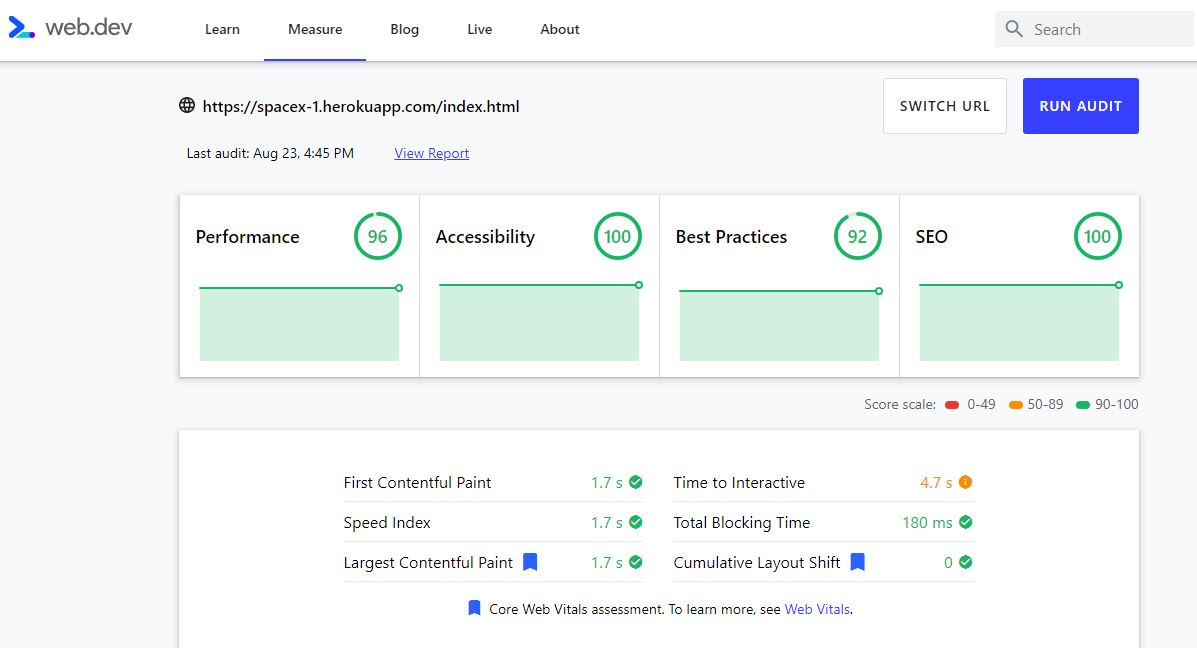 web.dev Learn Measure Blog Live About Search
https://spacex-1.herokuapp.com/index.html SWITCH URL RUN AUDIT
Last audit: Aug 23, 4:45 PM View Report
Performance 96 Accessibility 100 Best Practices 92 SEO 100
Score scale: 0-49 50-89 90-100
First Contentful Paint 1.7 s Time to Interactive 4.7 s
Speed Index 1.7 s Total Blocking Time 180 ms
Largest Contentful Paint 1.7 s Cumulative Layout Shift 0
Core Web Vitals assessment. To learn more, see Web Vitals.